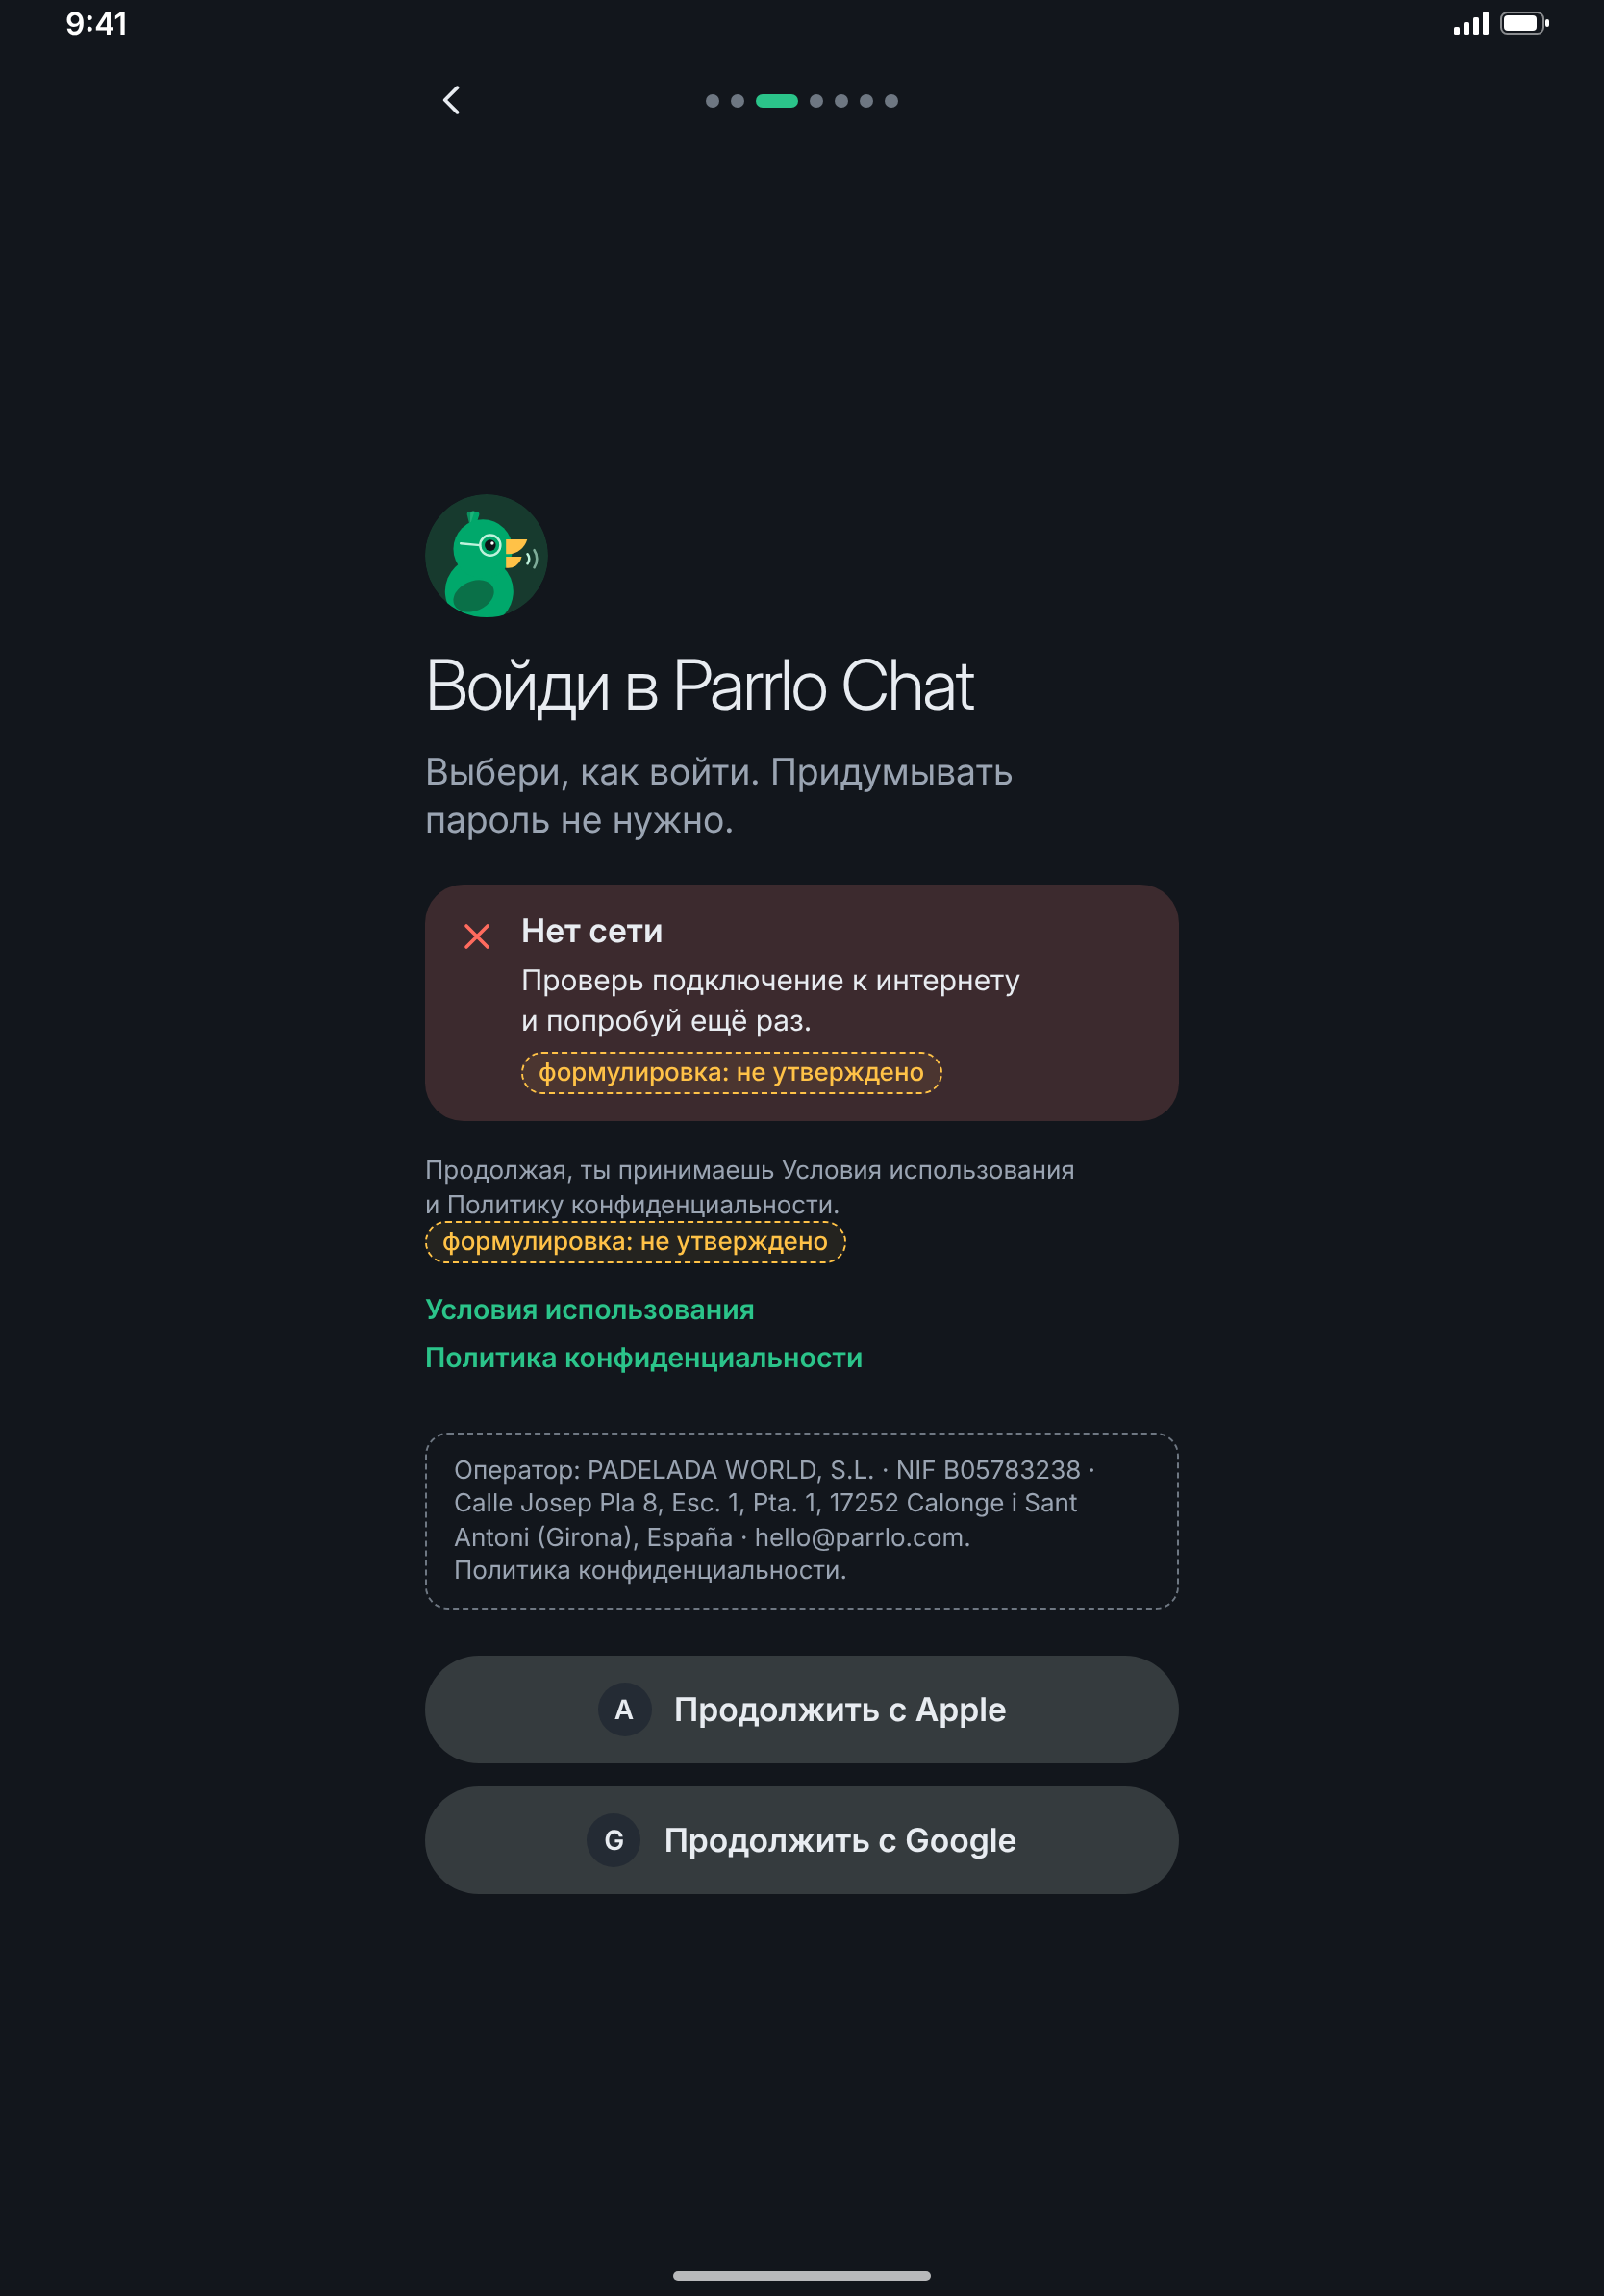 9:41
Войди в Parrlo Chat
Выбери, как войти. Придумывать
пароль не нужно.
Нет сети
Проверь подключение к интернету
и попробуй ещё раз.
формулировка: не утверждено
Продолжая, ты принимаешь Условия использования
и Политику конфиденциальности.
формулировка: не утверждено
Условия использования
Политика конфиденциальности
Оператор: PADELADA WORLD, S.L. · NIF B05783238 ·
Calle Josep Pla 8, Esc. 1, Pta. 1, 17252 Calonge i Sant
Antoni (Girona), España · hello@parrlo.com.
Политика конфиденциальности.
A Продолжить с Apple
G Продолжить с Google